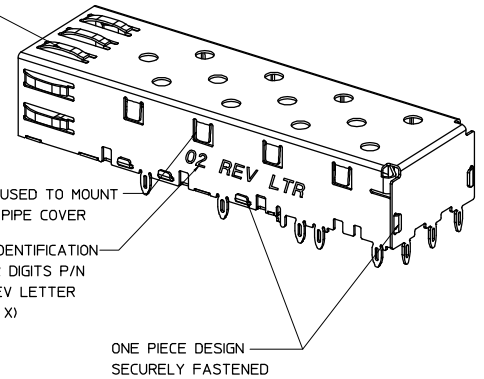 02 REV LTR
USED TO MOUNT
PIPE COVER
DENTIFICATION
DIGITS P/N
EV LETTER
X)
ONE PIECE DESIGN
SECURELY FASTENED